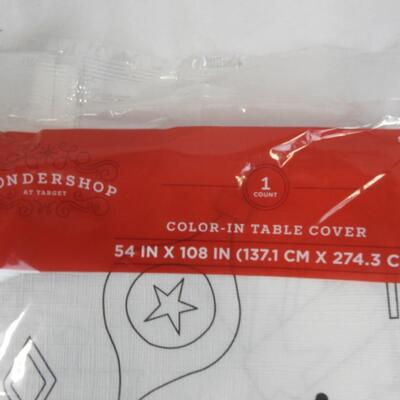 ONDERSHOP
AT TARGET
1
COUNT
COLOR-IN TABLE COVER
54 IN X 108 IN (137.1 CM X 274.3 C